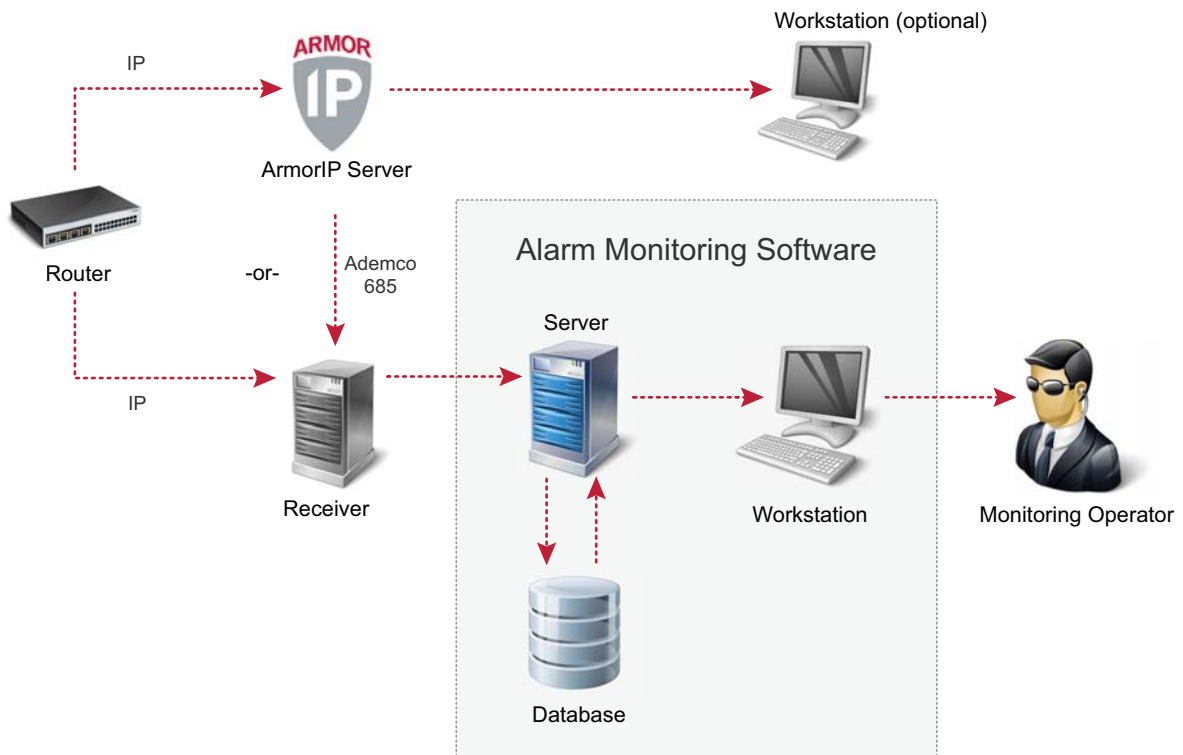 Workstation (optional)
IP
ARMOR
IP
ArmorIP Server
Router
-or-
Ademco
685
IP
Receiver
Alarm Monitoring Software
Server
Workstation
Monitoring Operator
Database